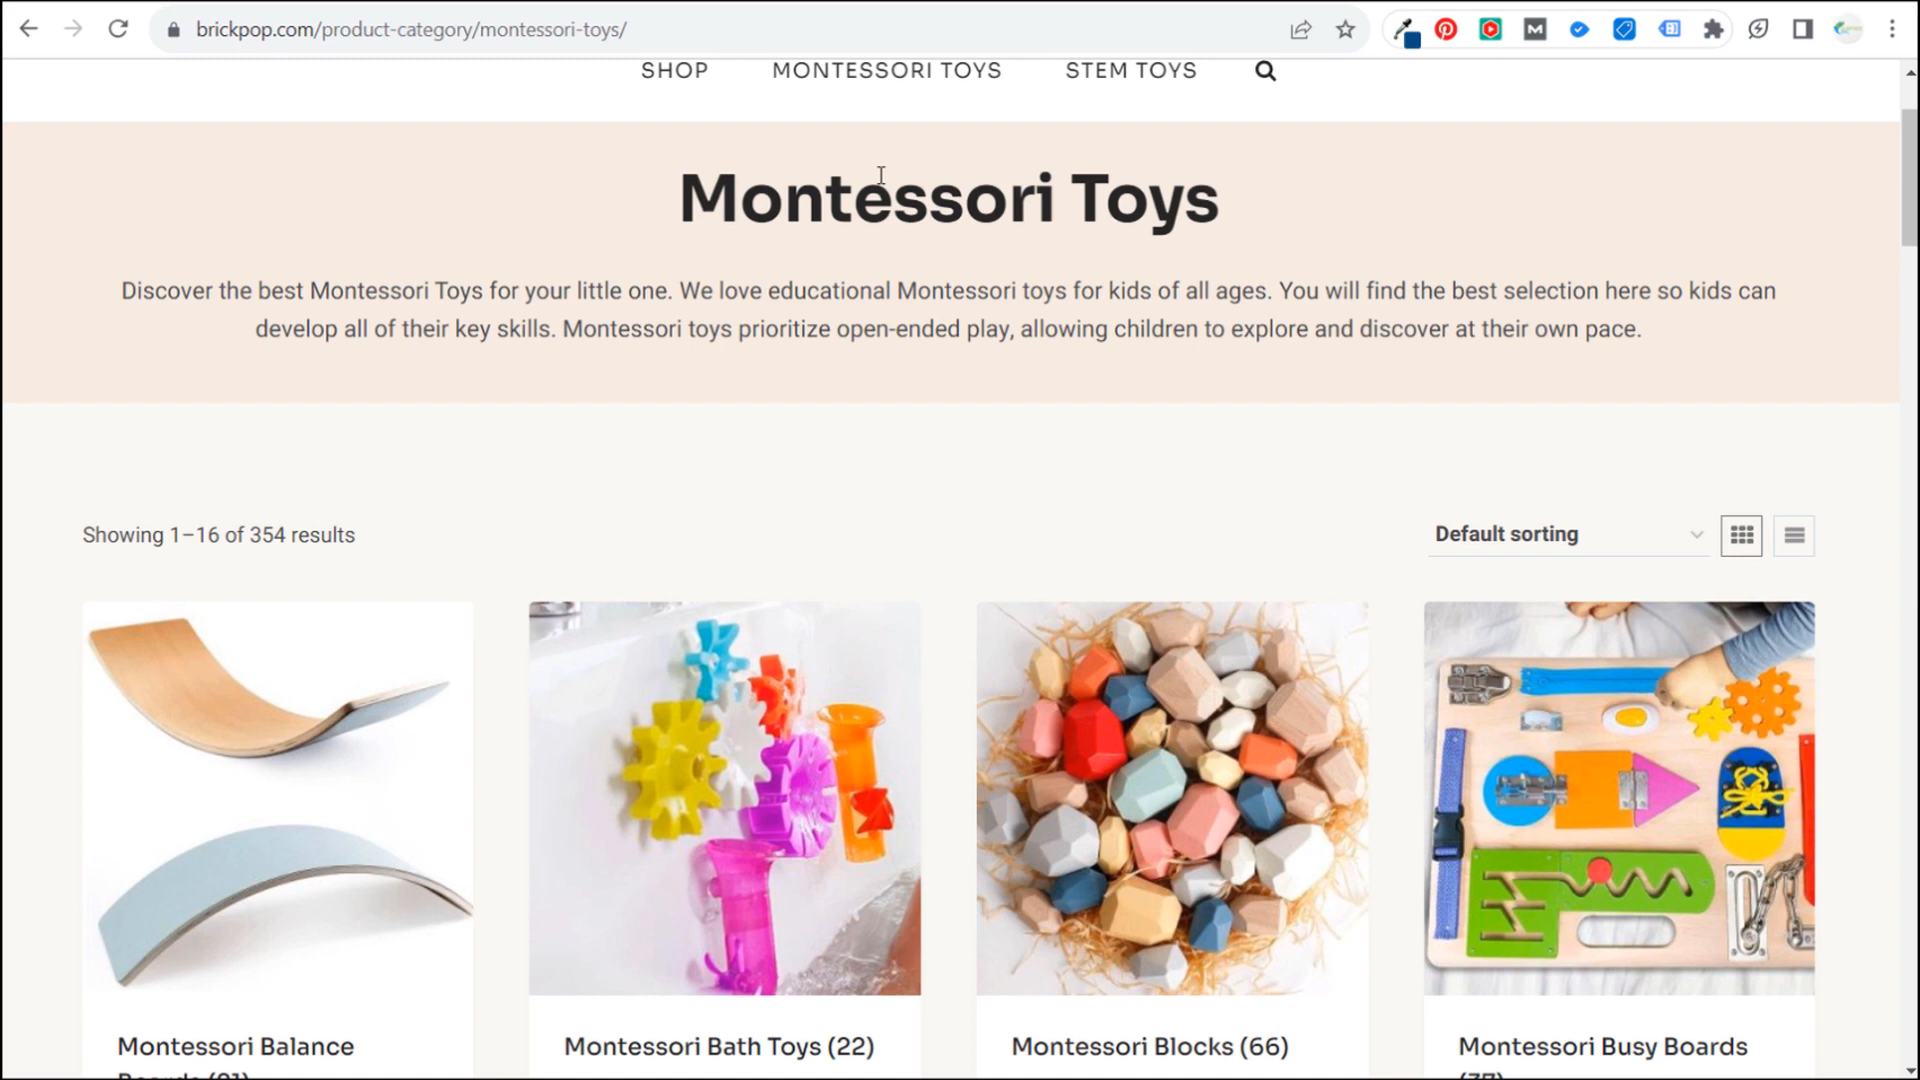 brickpop.com/product-category/montessori-toys/
SHOP MONTESSORI TOYS STEM TOYS
Montessori Toys
Discover the best Montessori Toys for your little one. We love educational Montessori toys for kids of all ages. You will find the best selection here so kids can
develop all of their key skills. Montessori toys prioritize open-ended play, allowing children to explore and discover at their own pace.
Showing 1–16 of 354 results
Default sorting
Montessori Balance
Montessori Bath Toys (22)
Montessori Blocks (66)
Montessori Busy Boards